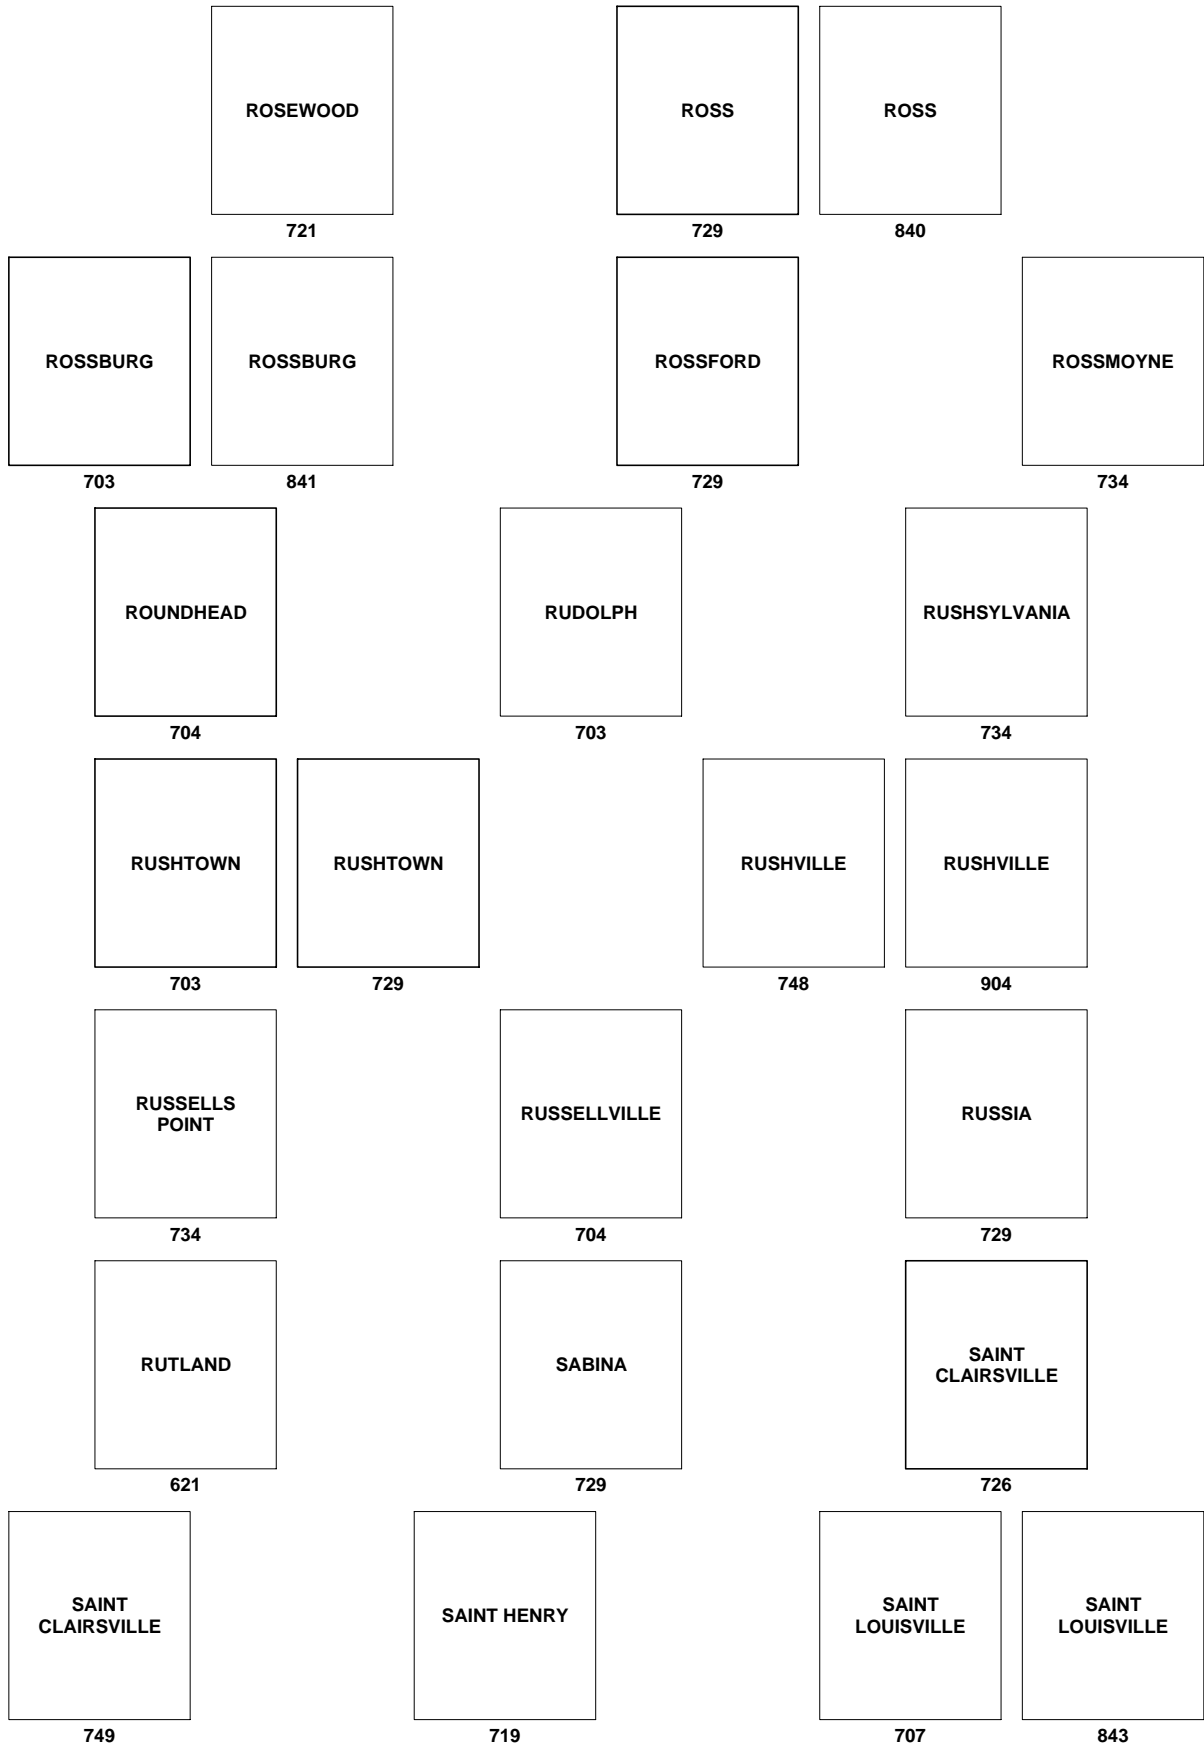 ROSEWOOD
721
ROSS
729
ROSS
840
ROSSBURG
703
ROSSBURG
841
ROSSFORD
729
ROSSMOYNE
734
ROUNDHEAD
704
RUDOLPH
703
RUSHSYLVANIA
734
RUSHTOWN
703
RUSHTOWN
729
RUSHVILLE
748
RUSHVILLE
904
RUSSELLS
POINT
734
RUSSELLVILLE
704
RUSSIA
729
RUTLAND
621
SABINA
729
SAINT
CLAIRSVILLE
726
SAINT
CLAIRSVILLE
749
SAINT HENRY
719
SAINT
LOUISVILLE
707
SAINT
LOUISVILLE
843